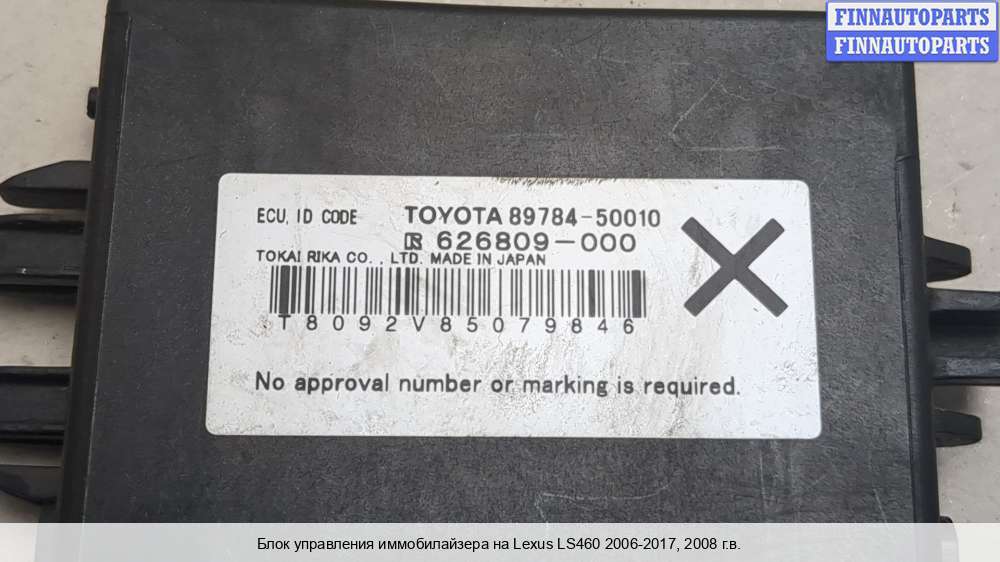 FINNAUTOPARTS
FINNAUTOPARTS
ECU, ID CODE TOYOTA 89784-50010
626809-000
TOKAI RIKA CO., LTD. MADE IN JAPAN
T8092V85079846
No approval number or marking is required.
Блок управления иммобилайзера на Lexus LS460 2006-2017, 2008 г.в.